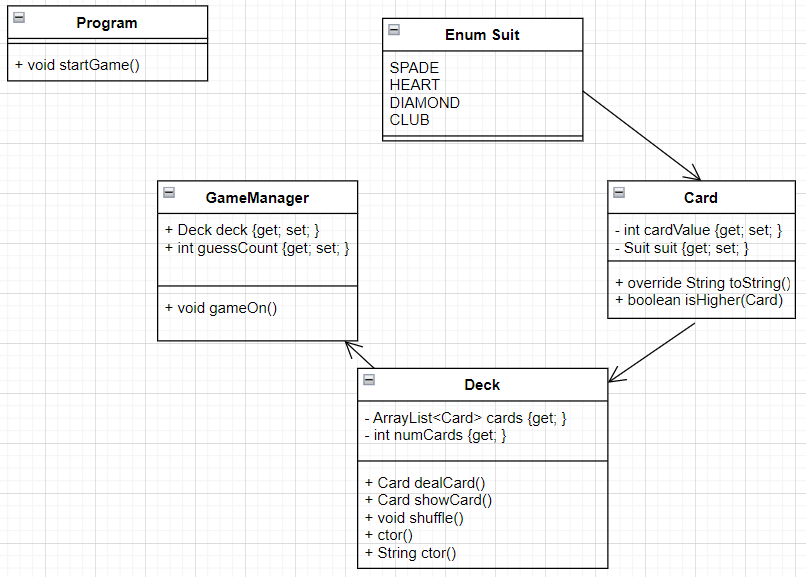 Program
+ void startGame()
Enum Suit
SPADE
HEART
DIAMOND
CLUB
GameManager
+ Deck deck {get; set; }
+ int guessCount {get; set; }
+ void gameOn()
Card
- int cardValue {get; set; }
- Suit suit {get; set; }
+ override String toString()
+ boolean isHigher(Card)
Deck
- ArrayList<Card> cards {get; }
- int numCards {get; }
+ Card dealCard()
+ Card showCard()
+ void shuffle()
+ ctor()
+ String ctor()